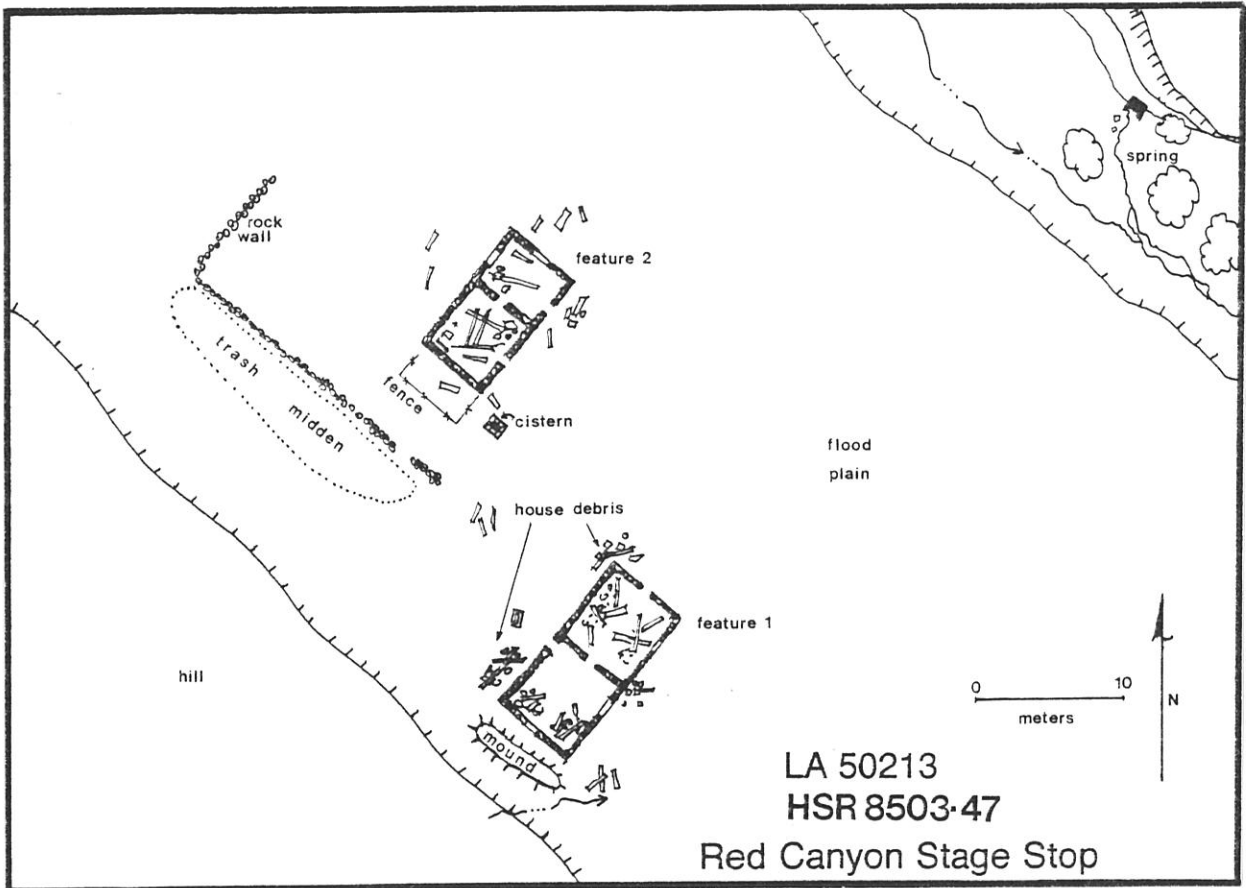 spring
rock
wall
feature 2
trash
midden
fence
cistern
flood
plain
house debris
feature 1
hill
mound
0 10
meters
N
LA 50213
HSR 8503-47
Red Canyon Stage Stop